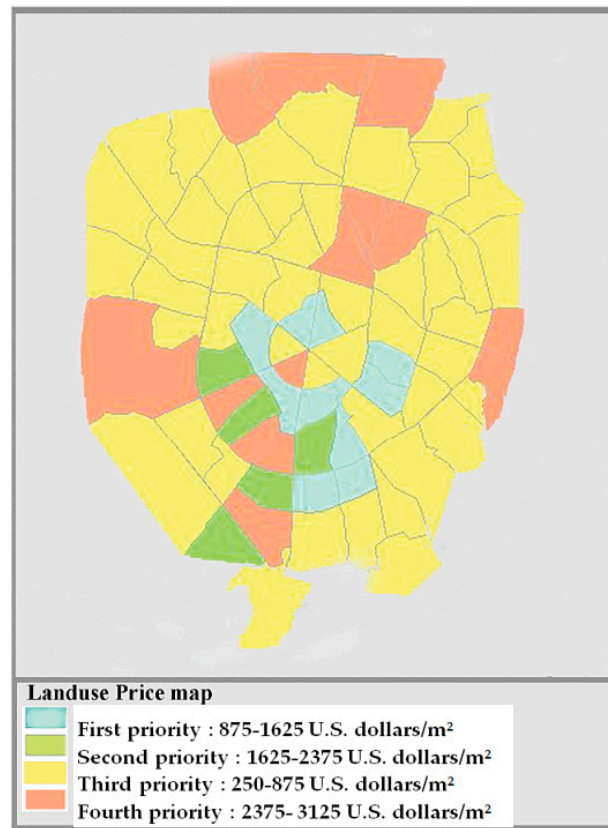 Landuse Price map
First priority : 875-1625 U.S. dollars/m²
Second priority : 1625-2375 U.S. dollars/m²
Third priority : 250-875 U.S. dollars/m²
Fourth priority : 2375- 3125 U.S. dollars/m²